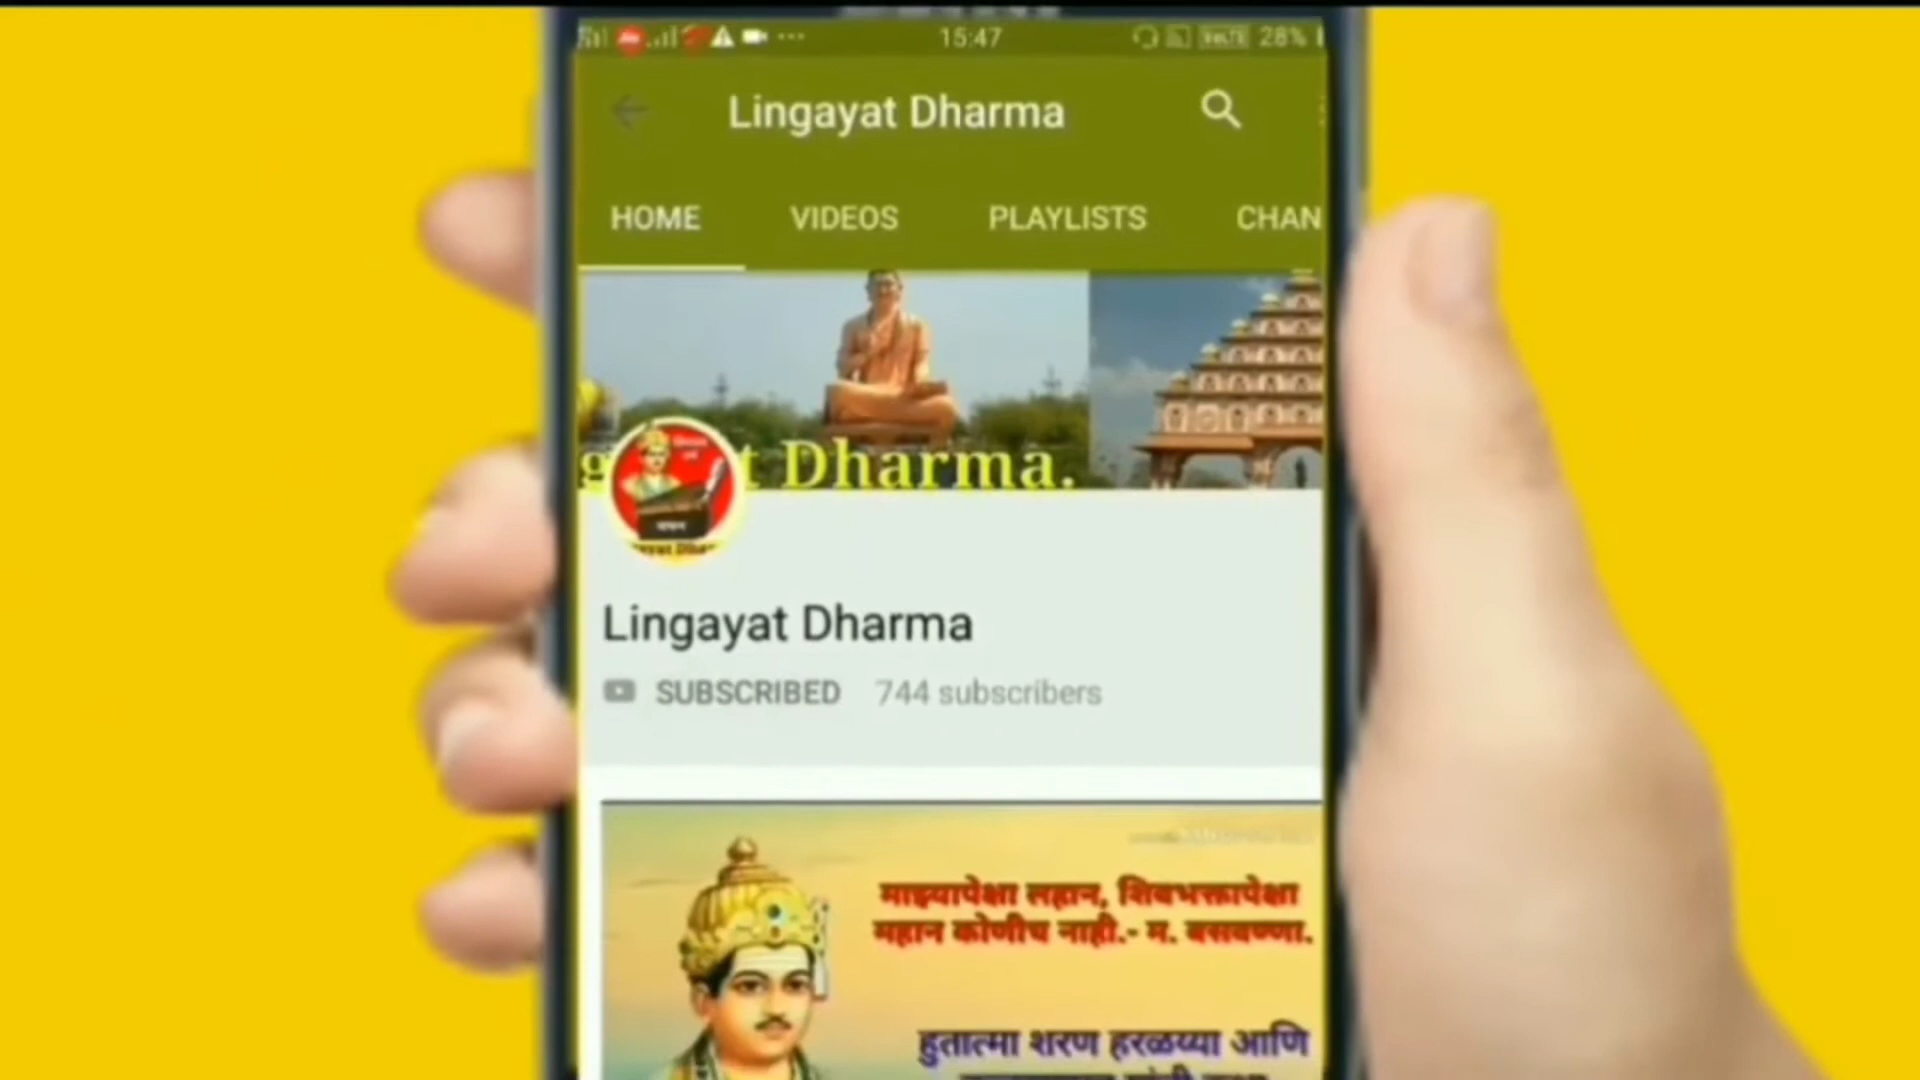 15:47
28%
Lingayat Dharma
HOME VIDEOS PLAYLISTS CHAN
t Dharma.
Lingayat Dharma
SUBSCRIBED 744 subscribers
माझ्यापेक्षा लहान, शिवभक्तापेक्षा
महान कोणीच नाही.- म. बसवण्णा.
हुतात्मा शरण हरळय्या आणि